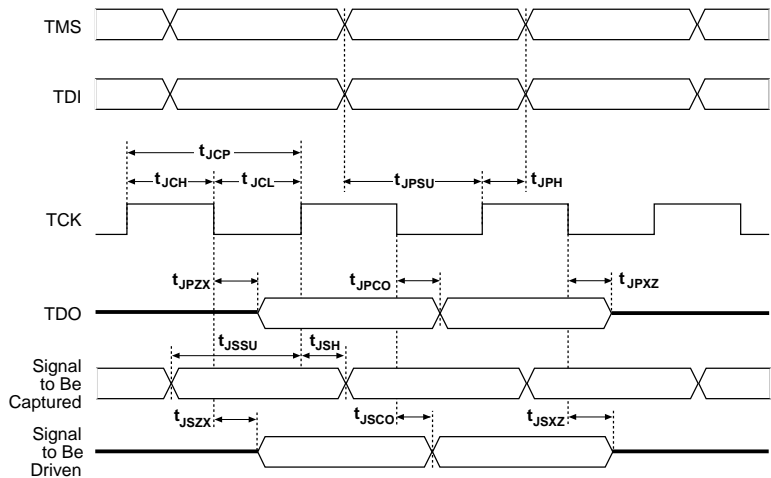 TMS
TDI
tJCP
tJCH tJCL tJPSU tJPH
TCK
tJPZX tJPCO tJPXZ
TDO
tJSSU tJSH
Signal
to Be
Captured
tJSZX tJSCO tJSXZ
Signal
to Be
Driven